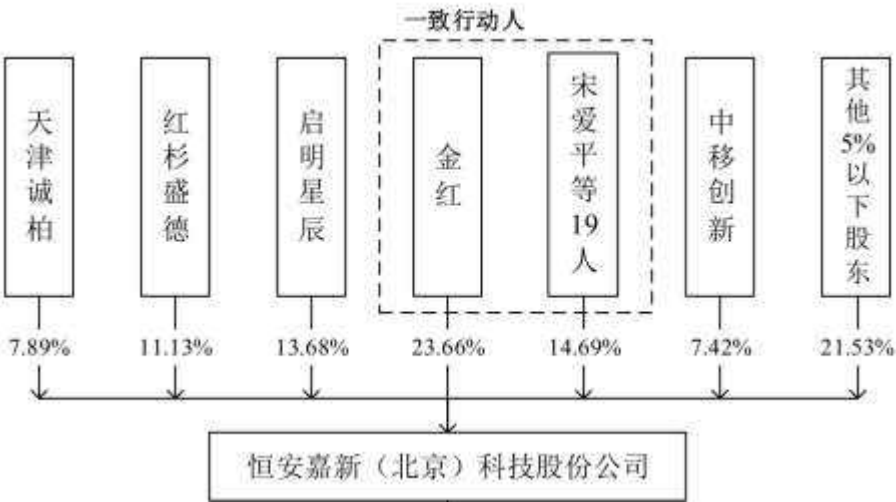 一致行动人
天津诚柏
红杉盛德
启明星辰
金红
宋爱平等19人
中移创新
其他5%以下股东
7.89%
11.13%
13.68%
23.66%
14.69%
7.42%
21.53%
恒安嘉新（北京）科技股份公司